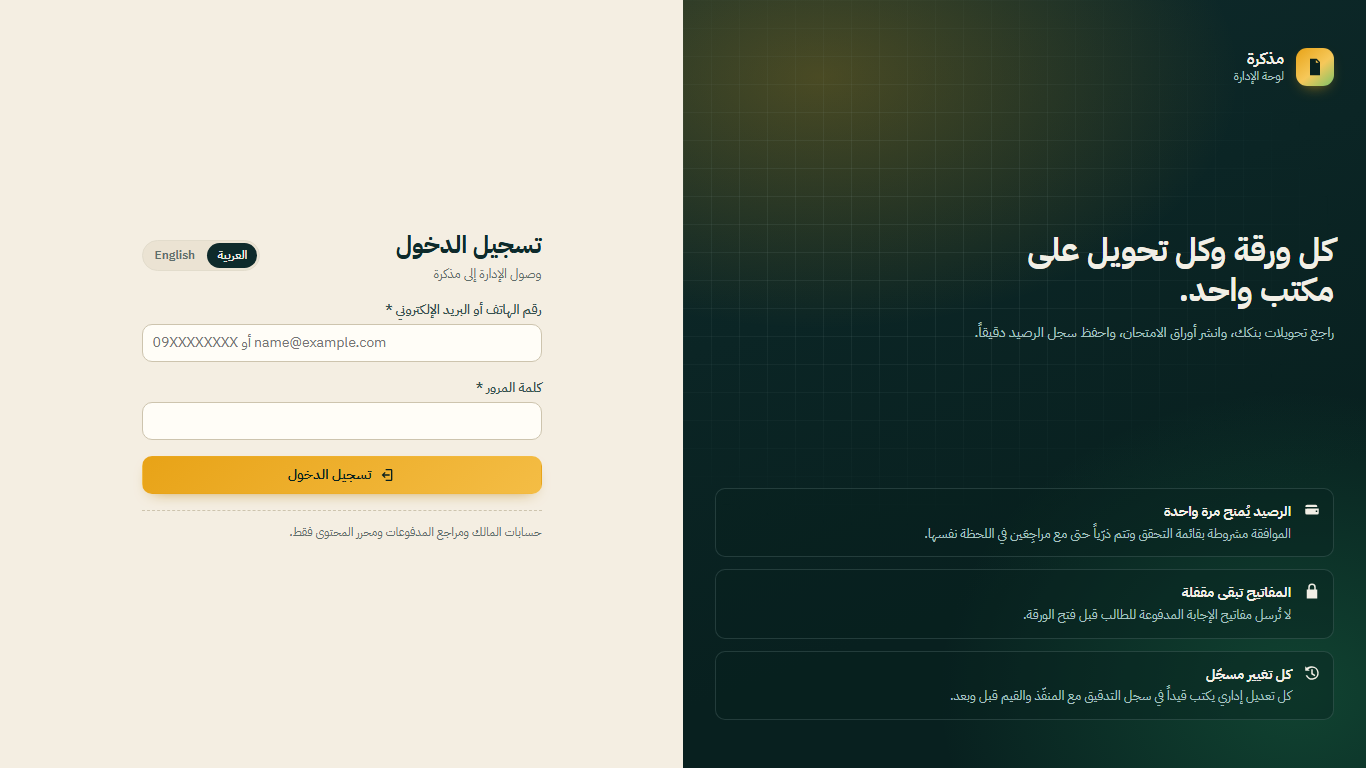 مذكرة
لوحة الإدارة
كل ورقة وكل تحويل على
مكتب واحد.
راجع تحويلات بنكك، وانشر أوراق الامتحان، واحفظ سجل الرصيد دقيقاً.
الرصيد يُمنح مرة واحدة
الموافقة مشروطة بقائمة التحقق وتتم ذرّياً حتى مع مراجِعَين في اللحظة نفسها.
المفاتيح تبقى مقفلة
لا تُرسل مفاتيح الإجابة المدفوعة للطالب قبل فتح الورقة.
كل تغيير مسجّل
كل تعديل إداري يكتب قيداً في سجل التدقيق مع المنفّذ والقيم قبل وبعد.
تسجيل الدخول
وصول الإدارة إلى مذكرة
العربية
English
رقم الهاتف أو البريد الإلكتروني *
09XXXXXXXX أو name@example.com
كلمة المرور *
تسجيل الدخول
حسابات المالك ومراجع المدفوعات ومحرر المحتوى فقط.